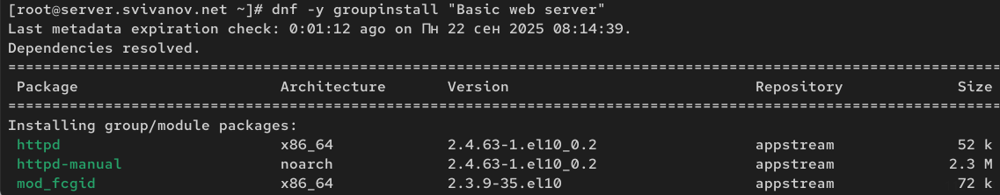 [root@server.svivanov.net ~]# dnf -y groupinstall "Basic web server"
Last metadata expiration check: 0:01:12 ago on Пн 22 сен 2025 08:14:39.
Dependencies resolved.
================================================================================================================
Package Architecture Version Repository Size
================================================================================================================
Installing group/module packages:
httpd x86_64 2.4.63-1.el10_0.2 appstream 52 k
httpd-manual noarch 2.4.63-1.el10_0.2 appstream 2.3 M
mod_fcgid x86_64 2.3.9-35.el10 appstream 72 k